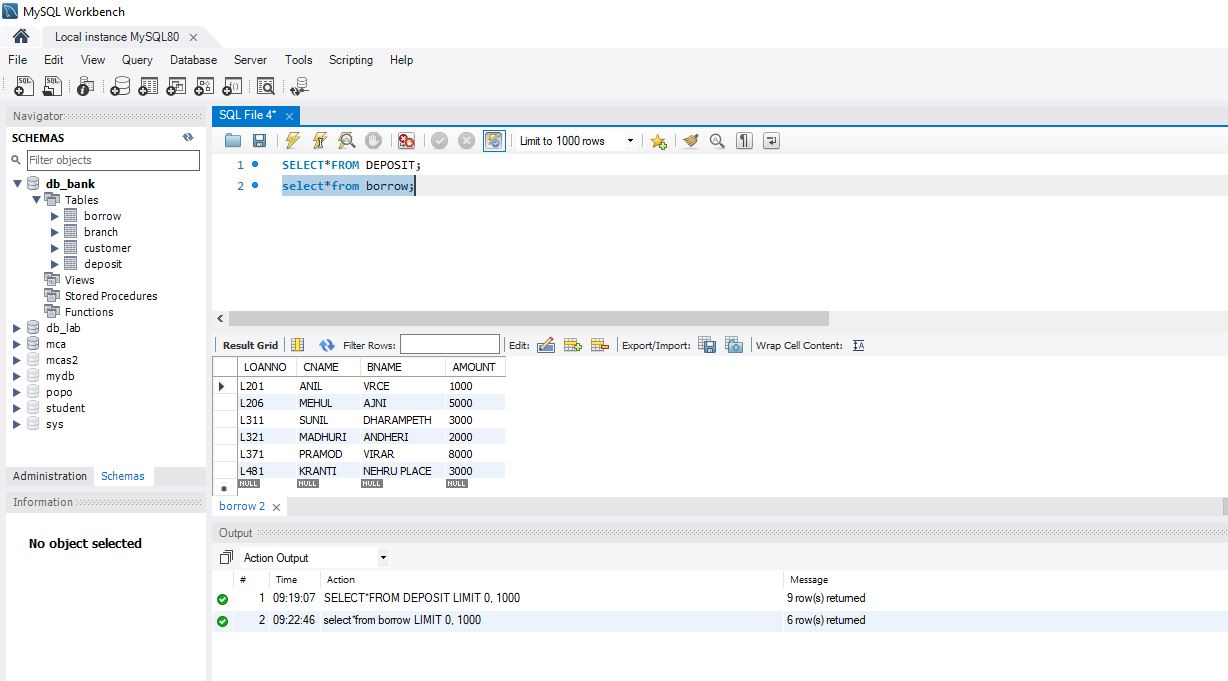 MySQL Workbench
Local instance MySQL80
File Edit View Query Database Server Tools Scripting Help
Navigator
SCHEMAS
Filter objects
db_bank
Tables
borrow
branch
customer
deposit
Views
Stored Procedures
Functions
db_lab
mca
mcas2
mydb
popo
student
sys
Administration Schemas
Information
No object selected
SQL File 4*
Limit to 1000 rows
1 SELECT*FROM DEPOSIT;
2 select*from borrow;
Result Grid Filter Rows: Edit: Export/Import: Wrap Cell Content:
LOANNO CNAME BNAME AMOUNT
L201 ANIL VRCE 1000
L206 MEHUL AJNI 5000
L311 SUNIL DHARAMPETH 3000
L321 MADHURI ANDHERI 2000
L371 PRAMOD VIRAR 8000
L481 KRANTI NEHRU PLACE 3000
NULL NULL NULL NULL
borrow 2
Output
Action Output
# Time Action Message
1 09:19:07 SELECT*FROM DEPOSIT LIMIT 0, 1000 9 row(s) returned
2 09:22:46 select*from borrow LIMIT 0, 1000 6 row(s) returned